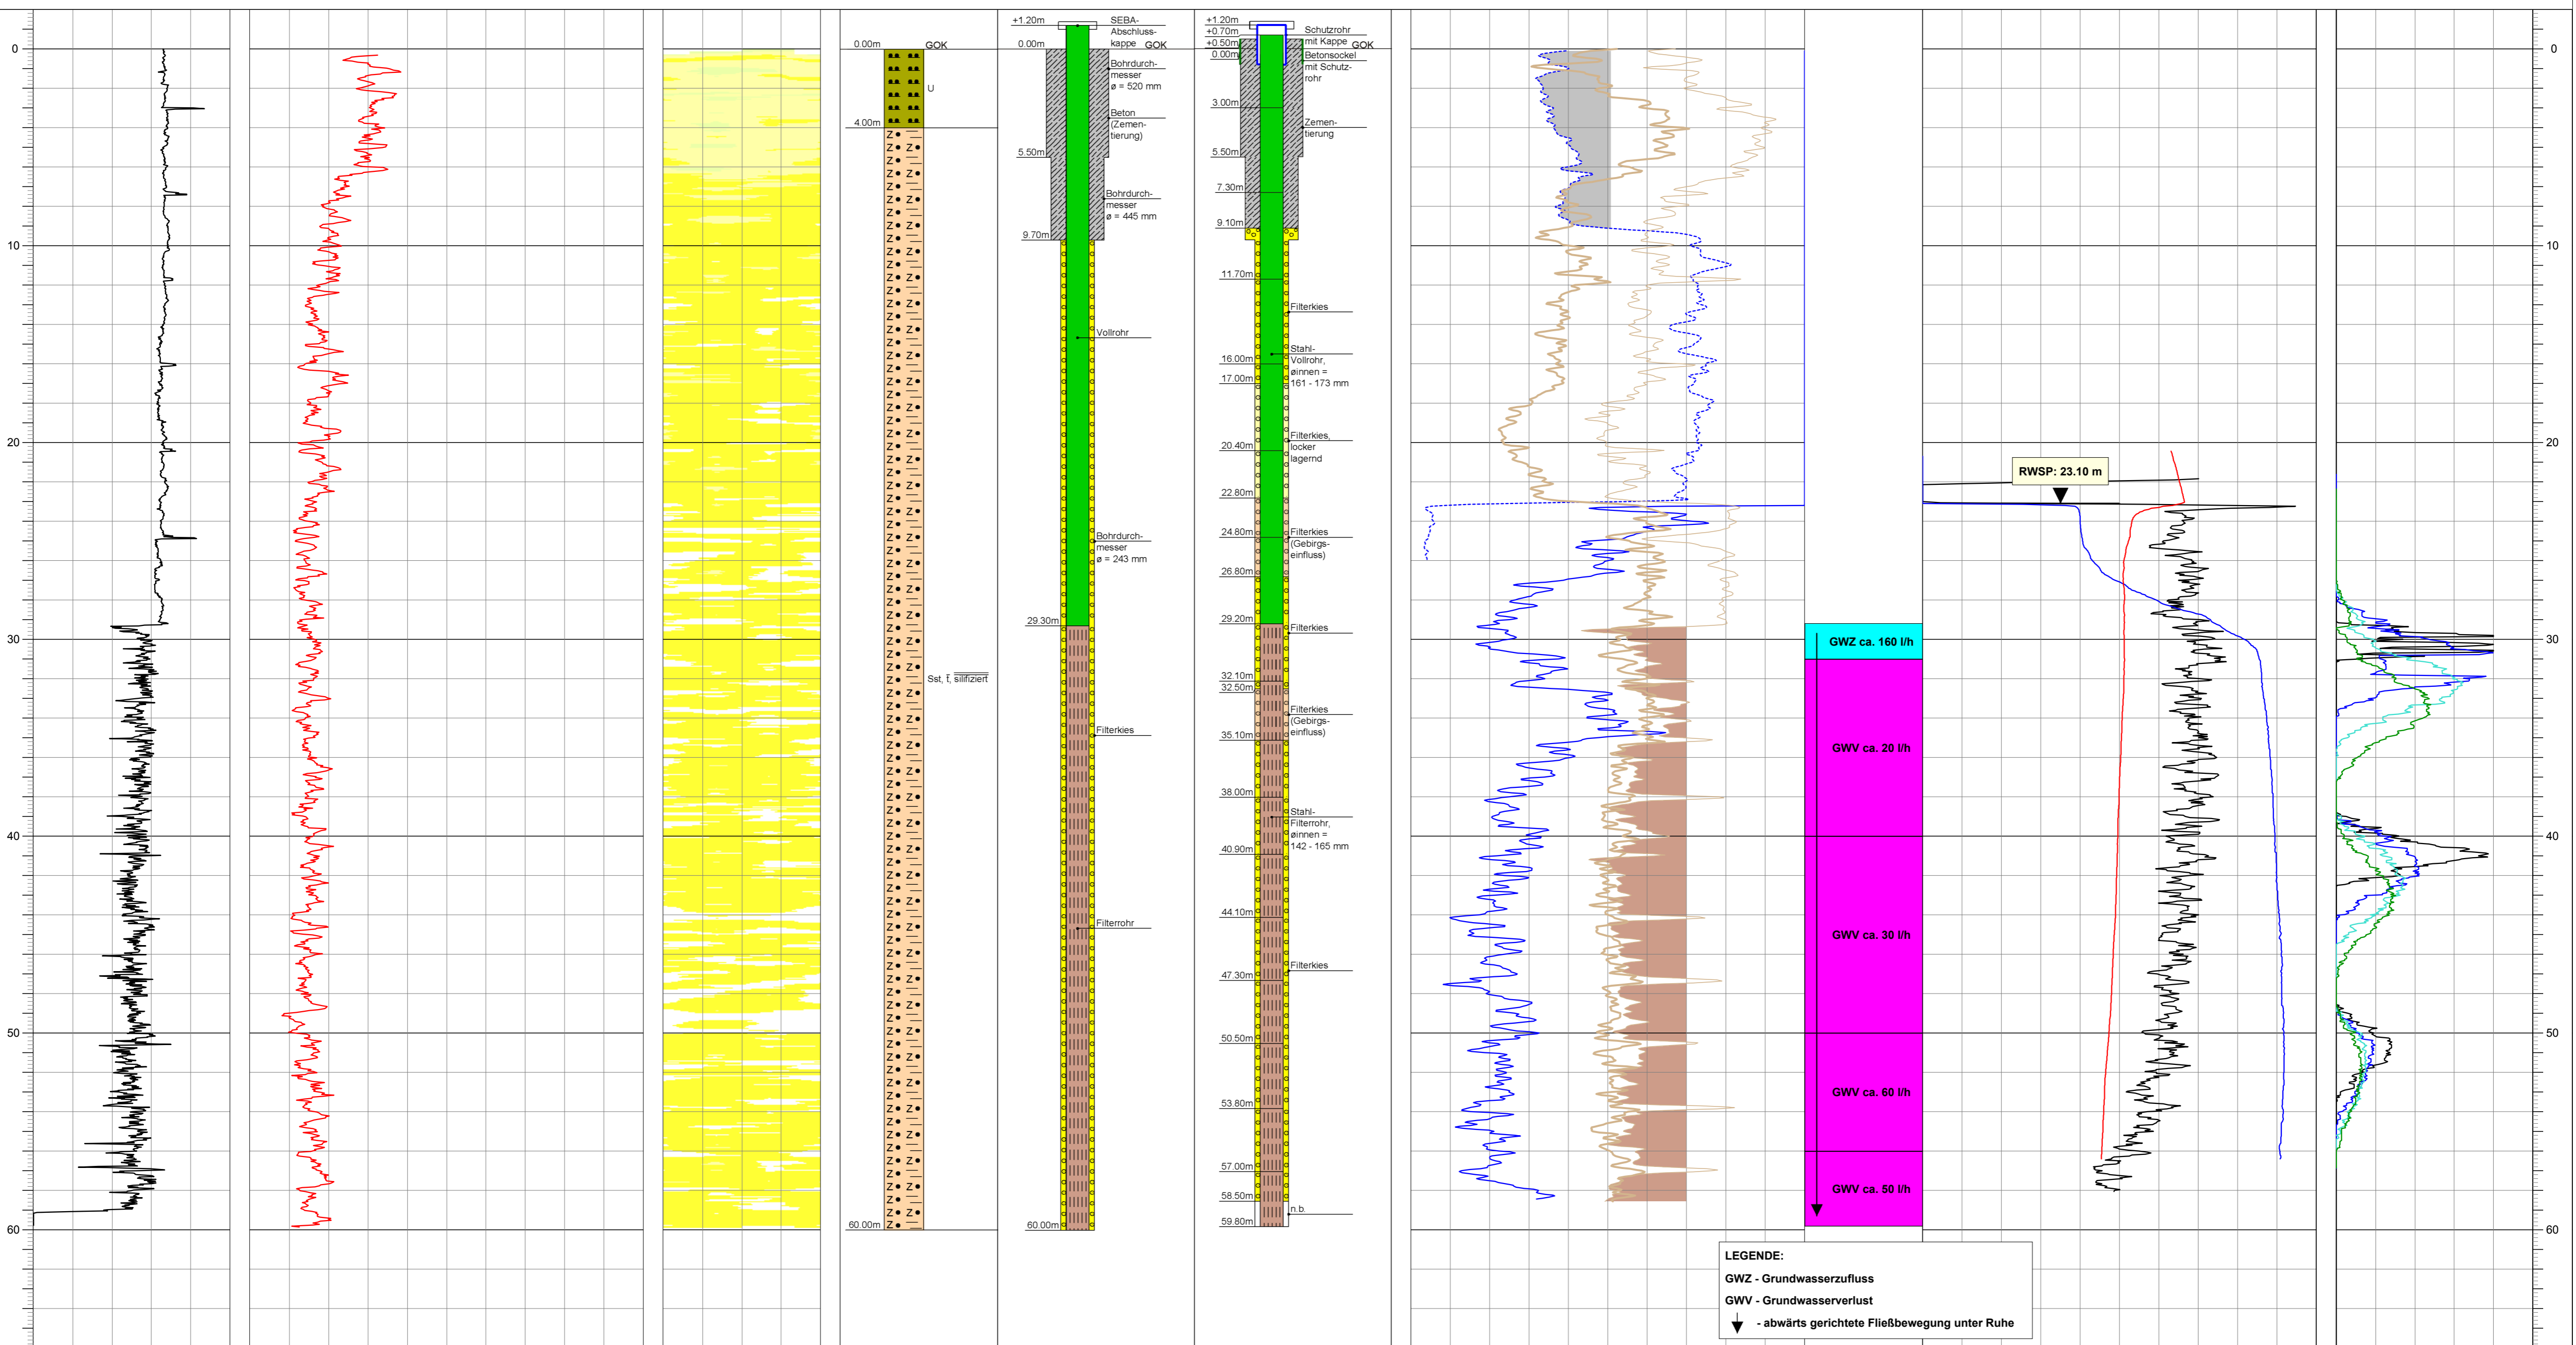 0
10
20
30
40
50
60
0.00m
GOK
U
4.00m
Sst, t̄, silifiziert
60.00m
+1.20m
SEBA-
Abschluss-
kappe
GOK
0.00m
Bohrdurch-
messer
ø = 520 mm
Beton
(Zemen-
tierung)
5.50m
Bohrdurch-
messer
ø = 445 mm
9.70m
Vollrohr
Bohrdurch-
messer
ø = 243 mm
29.30m
Filterkies
Filterrohr
60.00m
+1.20m
+0.70m
+0.50m
0.00m
Schutzrohr
mit Kappe
GOK
Betonsockel
mit Schutz-
rohr
3.00m
Zemen-
tierung
5.50m
7.30m
9.10m
11.70m
Filterkies
Stahl-
Vollrohr,
øinnen =
161 - 173 mm
16.00m
17.00m
Filterkies,
locker
lagernd
20.40m
22.80m
24.80m
Filterkies
(Gebirgs-
einfluss)
26.80m
29.20m
Filterkies
32.10m
32.50m
Filterkies
(Gebirgs-
einfluss)
35.10m
38.00m
Stahl-
Filterrohr,
øinnen =
142 - 165 mm
40.90m
44.10m
Filterkies
47.30m
50.50m
53.80m
57.00m
58.50m
n.b.
59.80m
GWZ ca. 160 l/h
GWV ca. 20 l/h
GWV ca. 30 l/h
GWV ca. 60 l/h
GWV ca. 50 l/h
RWSP: 23.10 m
0
10
20
30
40
50
60
LEGENDE:
GWZ - Grundwasserzufluss
GWV - Grundwasserverlust
- abwärts gerichtete Fließbewegung unter Ruhe